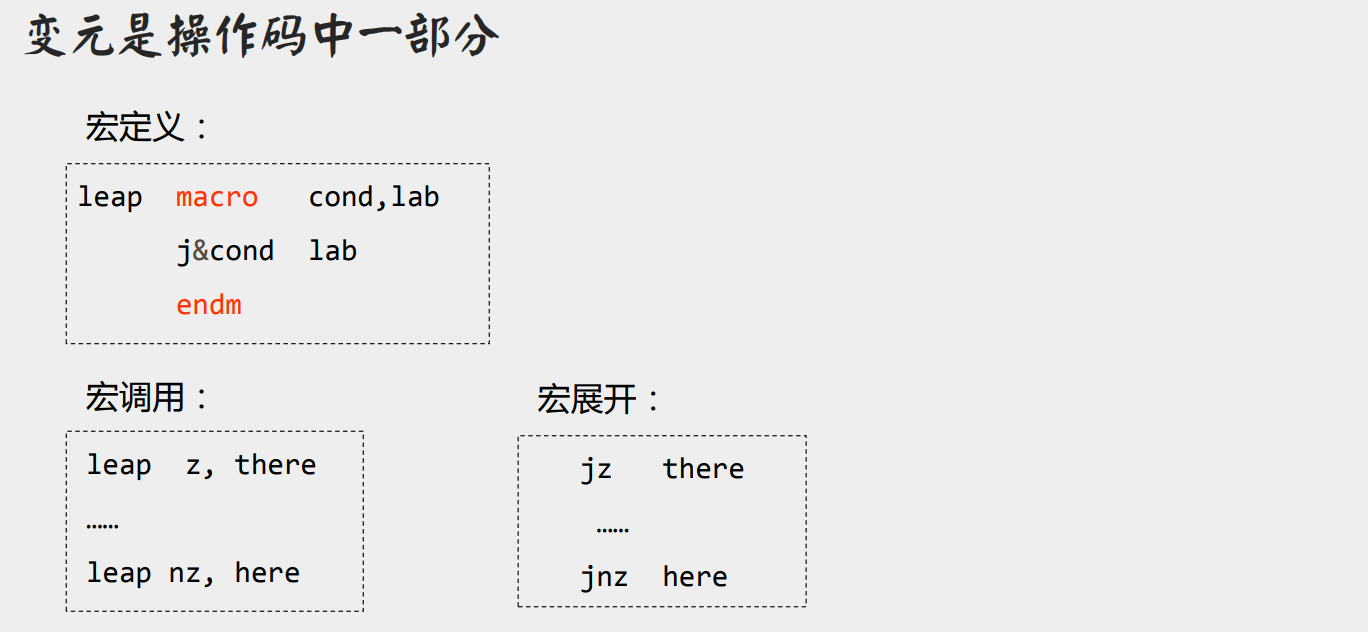 变元是操作码中一部分
宏定义：
leap macro cond,lab
j&cond lab
endm
宏调用：
leap z, there
……
leap nz, here
宏展开：
jz there
……
jnz here